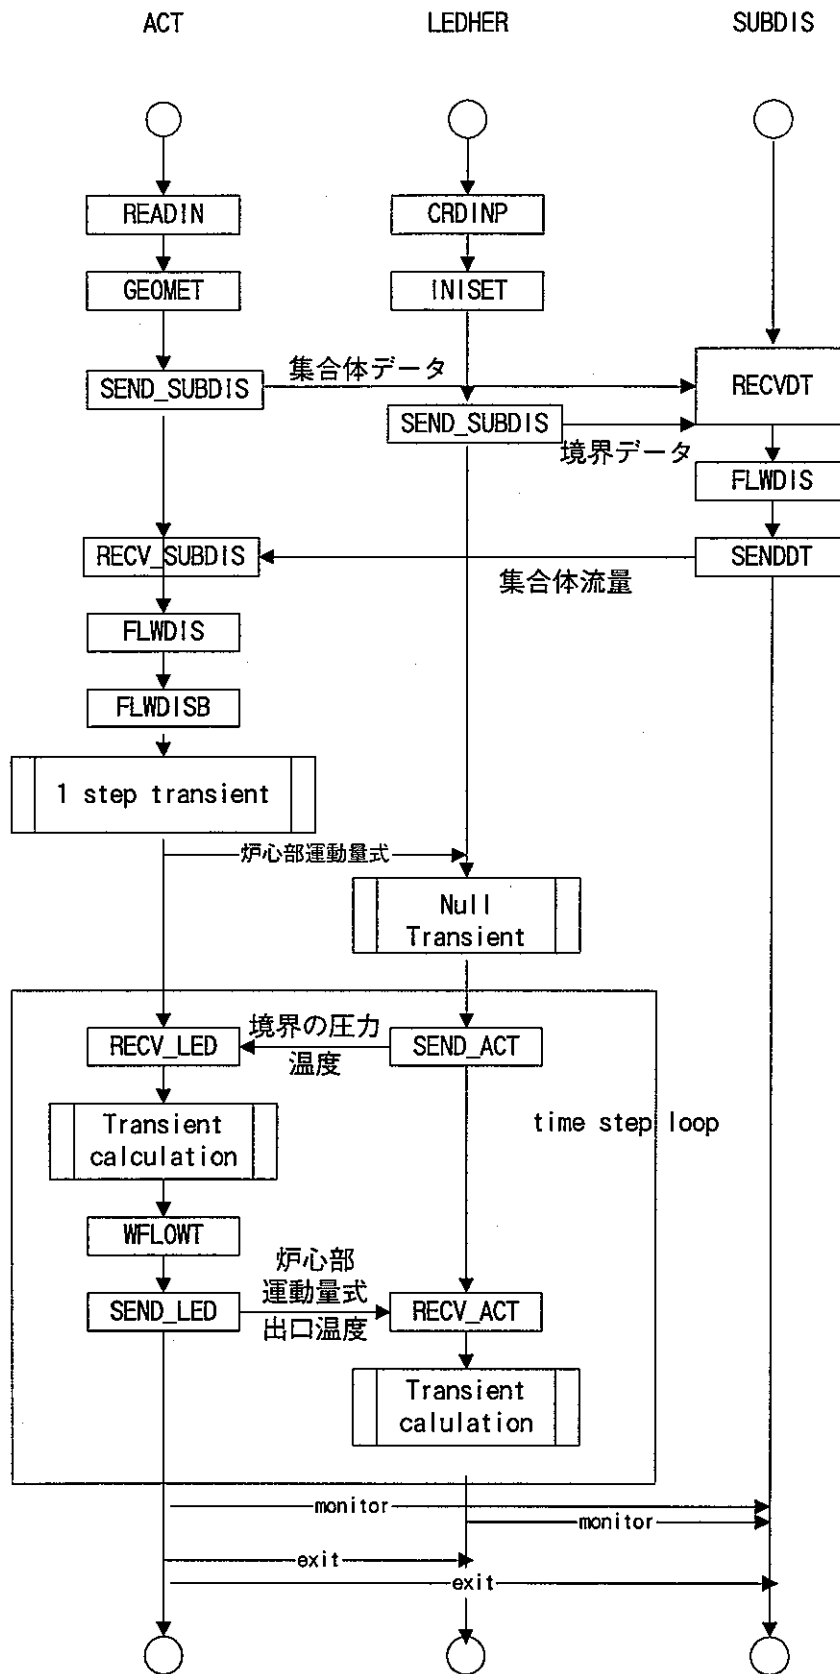 ACT
LEDHER
SUBDIS
READIN
CRDINP
GEOMET
INISET
SEND_SUBDIS
集合体データ
RECVDT
SEND_SUBDIS
境界データ
FLWDIS
RECV_SUBDIS
SENDDT
集合体流量
FLWDIS
FLWDISB
1 step transient
炉心部運動量式
Null
Transient
RECV_LED
境界の圧力
温度
SEND_ACT
Transient
calculation
time step loop
WFLOWT
SEND_LED
炉心部
運動量式
出口温度
RECV_ACT
Transient
calulation
monitor
monitor
exit
exit